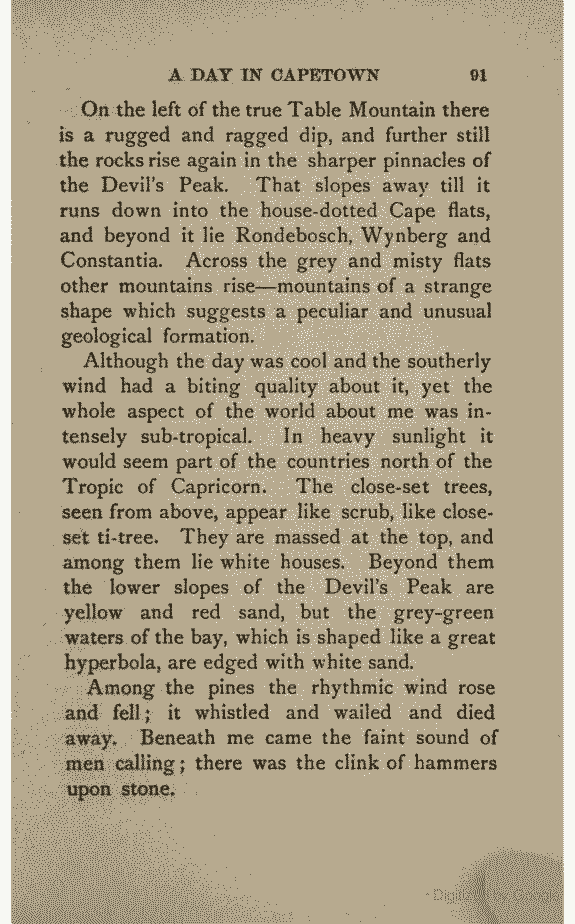 A DAY IN CAPETOWN 91
On the left of the true Table Mountain there
is a rugged and ragged dip, and further still
the rocks rise again in the sharper pinnacles of
the Devil's Peak. That slopes away till it
runs down into the house-dotted Cape flats,
and beyond it lie Rondebosch, Wynberg and
Constantia. Across the grey and misty flats
other mountains rise—mountains of a strange
shape which suggests a peculiar and unusual
geological formation.
Although the day was cool and the southerly
wind had a biting quality about it, yet the
whole aspect of the world about me was in-
tensely sub-tropical. In heavy sunlight it
would seem part of the countries north of the
Tropic of Capricorn. The close-set trees,
seen from above, appear like scrub, like close-
set ti-tree. They are massed at the top, and
among them lie white houses. Beyond them
the lower slopes of the Devil's Peak are
yellow and red sand, but the grey-green
waters of the bay, which is shaped like a great
hyperbola, are edged with white sand.
Among the pines the rhythmic wind rose
and fell; it whistled and wailed and died
away. Beneath me came the faint sound of
men calling; there was the clink of hammers
upon stone.
Digitized by Google